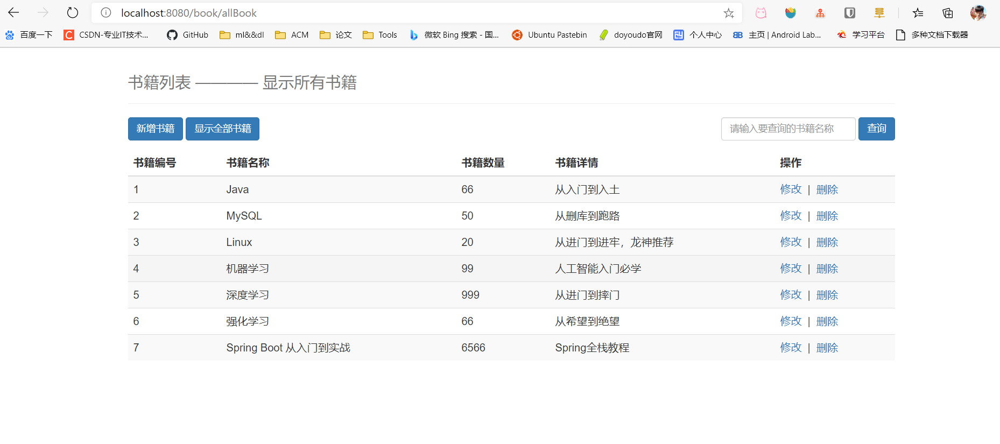 localhost:8080/book/allBook
百度一下 CSDN-专业IT技术... GitHub ml&&dl ACM 论文 Tools 微软 Bing 搜索 - 国... Ubuntu Pastebin doyoudo官网 个人中心 主页 | Android Lab... 学习平台 多种文档下载器
书籍列表 ———— 显示所有书籍
新增书籍 显示全部书籍 请输入要查询的书籍名称 查询
书籍编号 书籍名称 书籍数量 书籍详情 操作
1 Java 66 从入门到入土 修改 | 删除
2 MySQL 50 从删库到跑路 修改 | 删除
3 Linux 20 从进门到进牢，龙神推荐 修改 | 删除
4 机器学习 99 人工智能入门必学 修改 | 删除
5 深度学习 999 从进门到摔门 修改 | 删除
6 强化学习 66 从希望到绝望 修改 | 删除
7 Spring Boot 从入门到实战 6566 Spring全栈教程 修改 | 删除